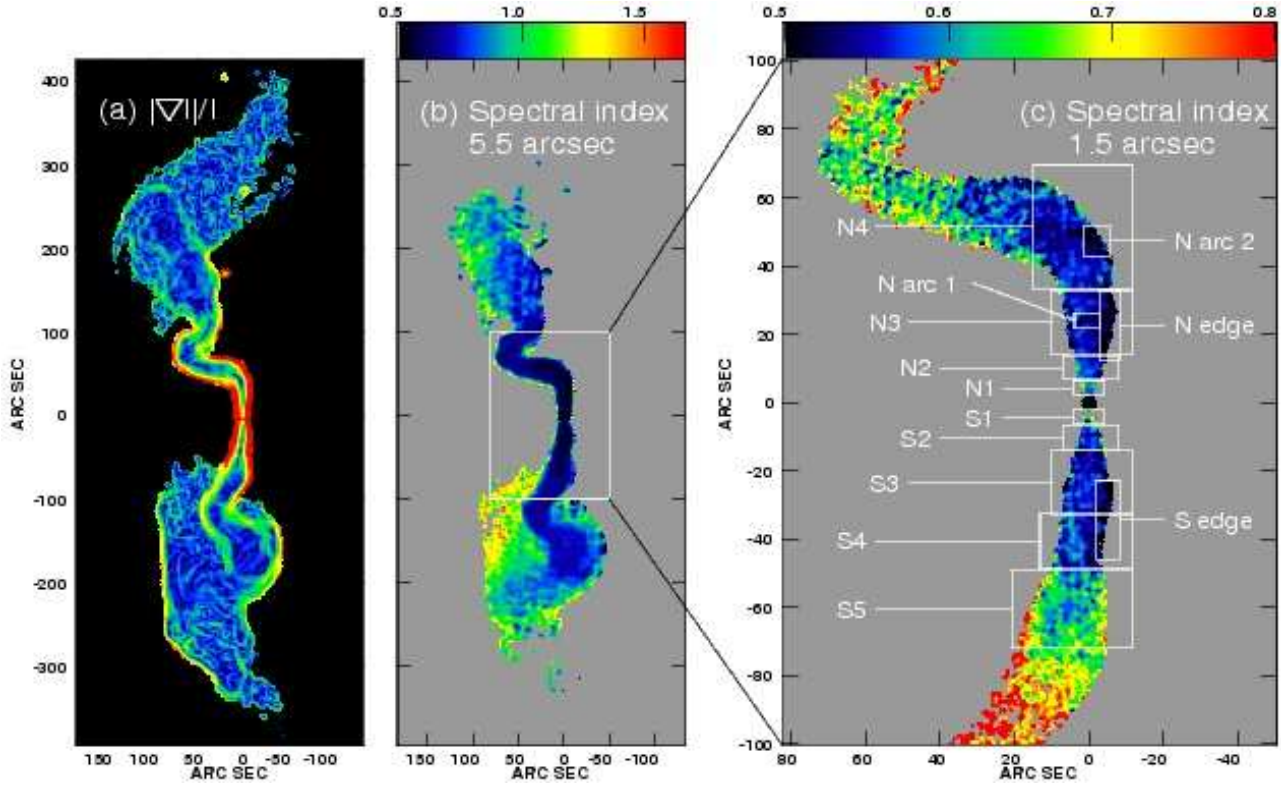 0.5 1.0 1.5
0.5 0.6 0.7 0.8
(a) |▽I|/I
(b) Spectral index
5.5 arcsec
(c) Spectral index
1.5 arcsec
400
300
200
100
0
-100
-200
-300
ARC SEC
150 100 50 0 -50 -100
ARC SEC
150 100 50 0 -50 -100
ARC SEC
100
80
60
40
20
0
-20
-40
-60
-80
-100
ARC SEC
80 60 40 20 0 -20 -40
ARC SEC
N4
N arc 2
N arc 1
N3
N edge
N2
N1
S1
S2
S3
S edge
S4
S5